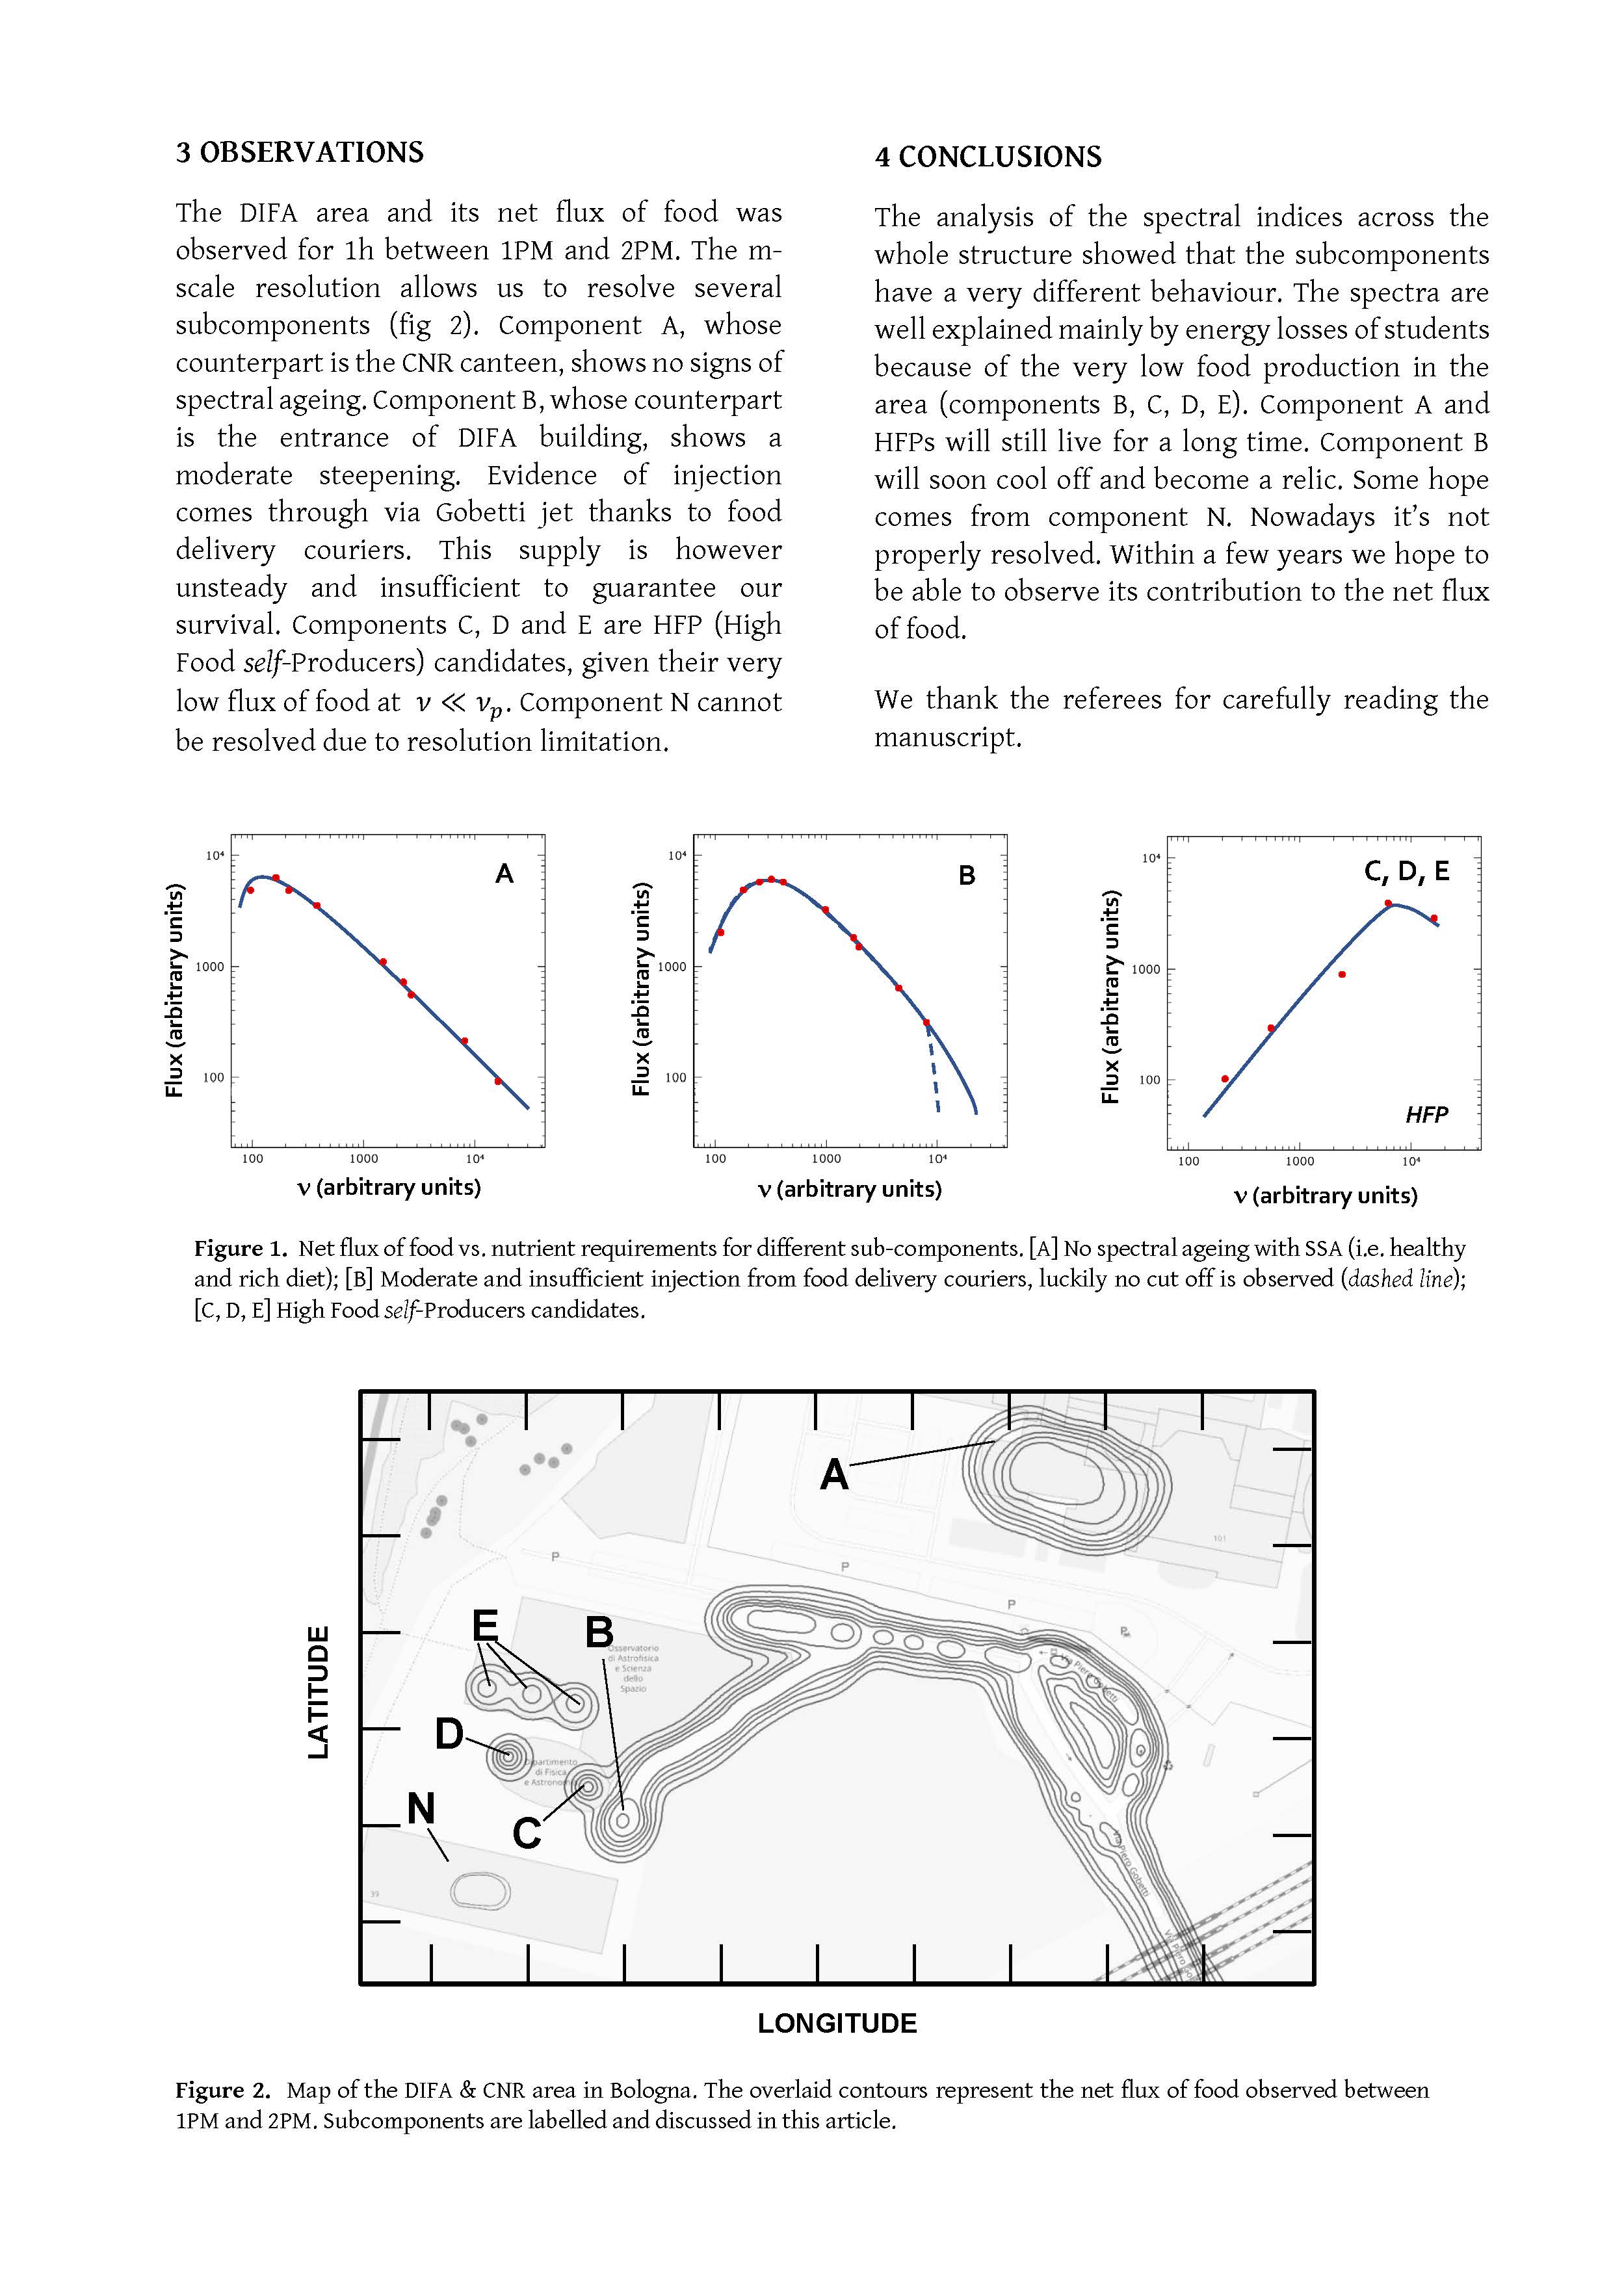 3 OBSERVATIONS
The DIFA area and its net flux of food was
observed for 1h between 1PM and 2PM. The m-
scale resolution allows us to resolve several
subcomponents (fig 2). Component A, whose
counterpart is the CNR canteen, shows no signs of
spectral ageing. Component B, whose counterpart
is the entrance of DIFA building, shows a
moderate steepening. Evidence of injection
comes through via Gobetti jet thanks to food
delivery couriers. This supply is however
unsteady and insufficient to guarantee our
survival. Components C, D and E are HFP (High
Food self-Producers) candidates, given their very
low flux of food at ν ≪ νₚ. Component N cannot
be resolved due to resolution limitation.
4 CONCLUSIONS
The analysis of the spectral indices across the
whole structure showed that the subcomponents
have a very different behaviour. The spectra are
well explained mainly by energy losses of students
because of the very low food production in the
area (components B, C, D, E). Component A and
HFPs will still live for a long time. Component B
will soon cool off and become a relic. Some hope
comes from component N. Nowadays it's not
properly resolved. Within a few years we hope to
be able to observe its contribution to the net flux
of food.
We thank the referees for carefully reading the
manuscript.
Flux (arbitrary units)
10⁴
1000
100
A
100 1000 10⁴
ν (arbitrary units)
Flux (arbitrary units)
10⁴
1000
100
B
100 1000 10⁴
ν (arbitrary units)
Flux (arbitrary units)
10⁴
1000
100
C, D, E
HFP
100 1000 10⁴
ν (arbitrary units)
Figure 1. Net flux of food vs. nutrient requirements for different sub-components. [A] No spectral ageing with SSA (i.e. healthy
and rich diet); [B] Moderate and insufficient injection from food delivery couriers, luckily no cut off is observed (dashed line);
[C, D, E] High Food self-Producers candidates.
LATITUDE
A
101
P
P
P
E
B
Osservatorio
di Astrofisica
e Scienza
dello
Spazio
Via Piero Gobetti
D
Dipartimento
di Fisica
e Astronomia
N
C
Via Piero Gobetti
39
Via Piero
LONGITUDE
Figure 2. Map of the DIFA & CNR area in Bologna. The overlaid contours represent the net flux of food observed between
1PM and 2PM. Subcomponents are labelled and discussed in this article.